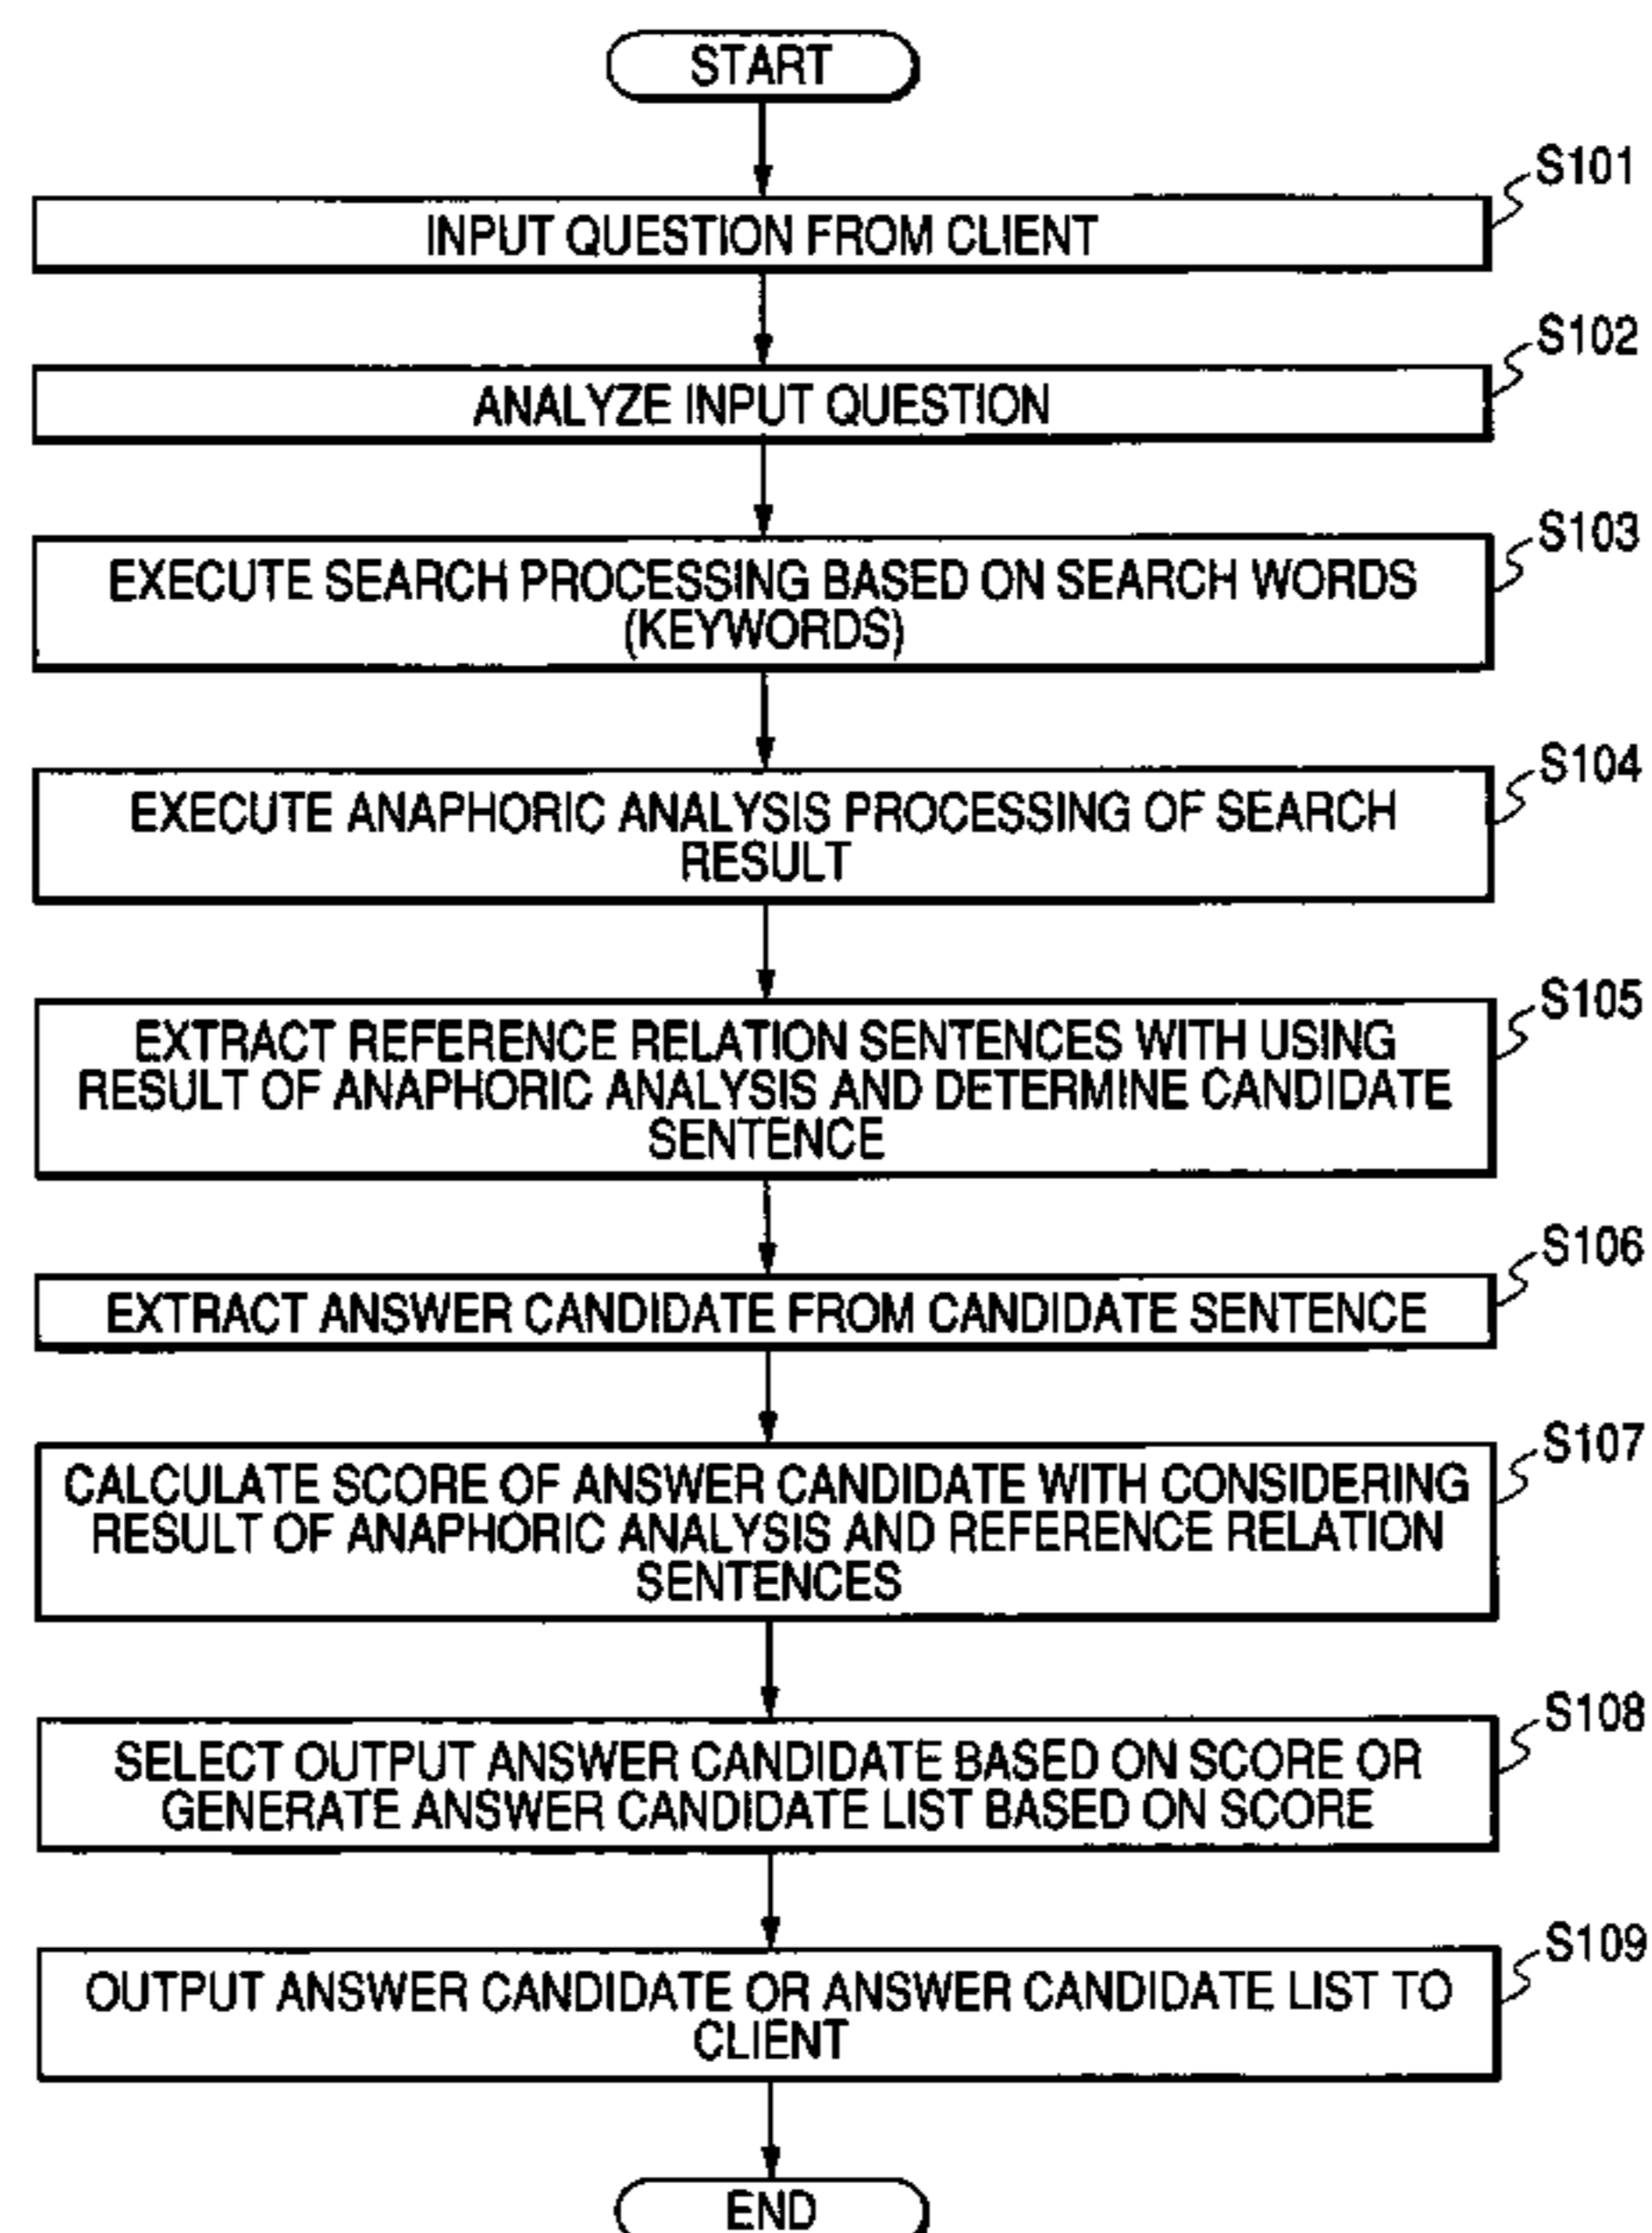 START
S101
INPUT QUESTION FROM CLIENT
S102
ANALYZE INPUT QUESTION
S103
EXECUTE SEARCH PROCESSING BASED ON SEARCH WORDS
(KEYWORDS)
S104
EXECUTE ANAPHORIC ANALYSIS PROCESSING OF SEARCH
RESULT
S105
EXTRACT REFERENCE RELATION SENTENCES WITH USING
RESULT OF ANAPHORIC ANALYSIS AND DETERMINE CANDIDATE
SENTENCE
S106
EXTRACT ANSWER CANDIDATE FROM CANDIDATE SENTENCE
S107
CALCULATE SCORE OF ANSWER CANDIDATE WITH CONSIDERING
RESULT OF ANAPHORIC ANALYSIS AND REFERENCE RELATION
SENTENCES
S108
SELECT OUTPUT ANSWER CANDIDATE BASED ON SCORE OR
GENERATE ANSWER CANDIDATE LIST BASED ON SCORE
S109
OUTPUT ANSWER CANDIDATE OR ANSWER CANDIDATE LIST TO
CLIENT
END